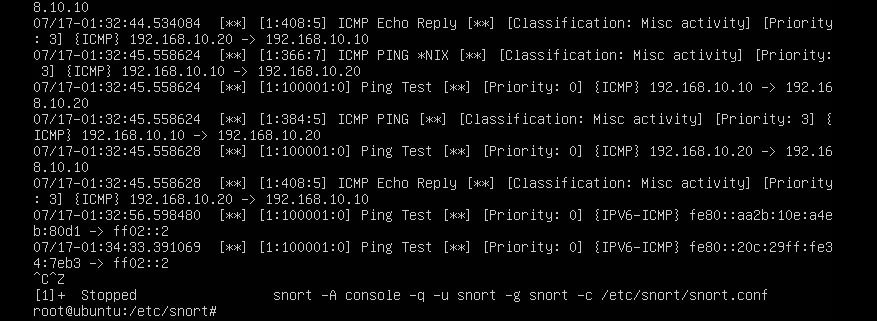 8.10.10
07/17-01:32:44.534084  [**] [1:408:5] ICMP Echo Reply [**] [Classification: Misc activity] [Priority
: 3] {ICMP} 192.168.10.20 -> 192.168.10.10
07/17-01:32:45.558624  [**] [1:366:7] ICMP PING *NIX [**] [Classification: Misc activity] [Priority:
 3] {ICMP} 192.168.10.10 -> 192.168.10.20
07/17-01:32:45.558624  [**] [1:100001:0] Ping Test [**] [Priority: 0] {ICMP} 192.168.10.10 -> 192.16
8.10.20
07/17-01:32:45.558624  [**] [1:384:5] ICMP PING [**] [Classification: Misc activity] [Priority: 3] {
ICMP} 192.168.10.10 -> 192.168.10.20
07/17-01:32:45.558628  [**] [1:100001:0] Ping Test [**] [Priority: 0] {ICMP} 192.168.10.20 -> 192.16
8.10.10
07/17-01:32:45.558628  [**] [1:408:5] ICMP Echo Reply [**] [Classification: Misc activity] [Priority
: 3] {ICMP} 192.168.10.20 -> 192.168.10.10
07/17-01:32:56.598480  [**] [1:100001:0] Ping Test [**] [Priority: 0] {IPV6-ICMP} fe80::aa2b:10e:a4e
b:80d1 -> ff02::2
07/17-01:34:33.391069  [**] [1:100001:0] Ping Test [**] [Priority: 0] {IPV6-ICMP} fe80::20c:29ff:fe3
4:7eb3 -> ff02::2
^C^Z
[1]+  Stopped                 snort -A console -q -u snort -g snort -c /etc/snort/snort.conf
root@ubuntu:/etc/snort#